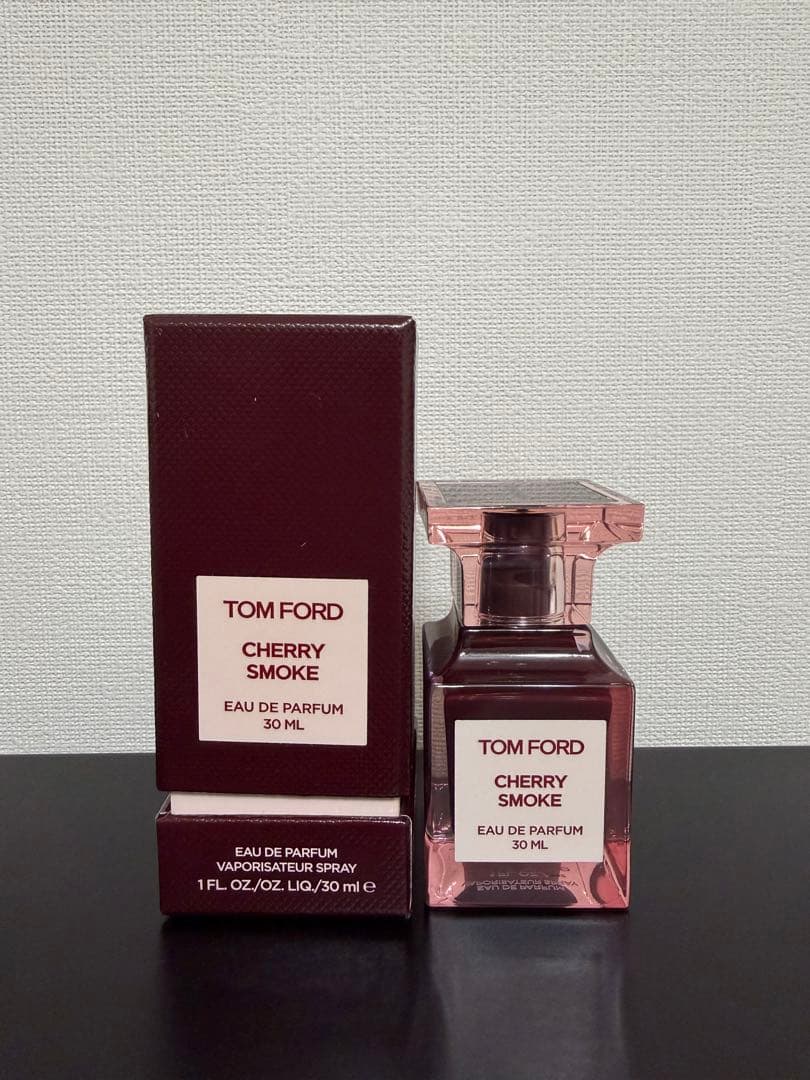 TOM FORD
CHERRY
SMOKE
EAU DE PARFUM
30 ML
EAU DE PARFUM
VAPORISATEUR SPRAY
1 FL. OZ./OZ. LIQ./30 ml e
TOM FORD
CHERRY
SMOKE
EAU DE PARFUM
30 ML